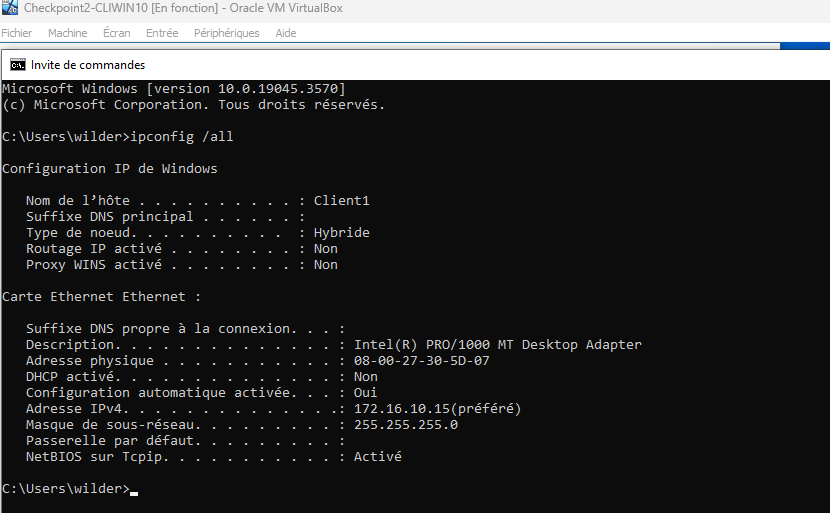 Checkpoint2-CLIWIN10 [En fonction] - Oracle VM VirtualBox
Fichier Machine Écran Entrée Périphériques Aide
Invite de commandes
Microsoft Windows [version 10.0.19045.3570]
(c) Microsoft Corporation. Tous droits réservés.
C:\Users\wilder>ipconfig /all
Configuration IP de Windows
Nom de l’hôte . . . . . . . . . . : Client1
Suffixe DNS principal . . . . . . :
Type de noeud. . . . . . . . . . : Hybride
Routage IP activé . . . . . . . . : Non
Proxy WINS activé . . . . . . . . : Non
Carte Ethernet Ethernet :
Suffixe DNS propre à la connexion. . . :
Description. . . . . . . . . . . . . . : Intel(R) PRO/1000 MT Desktop Adapter
Adresse physique . . . . . . . . . . . : 08-00-27-30-5D-07
DHCP activé. . . . . . . . . . . . . . : Non
Configuration automatique activée. . . : Oui
Adresse IPv4. . . . . . . . . . . . . .: 172.16.10.15(préféré)
Masque de sous-réseau. . . . . . . . . : 255.255.255.0
Passerelle par défaut. . . . . . . . . :
NetBIOS sur Tcpip. . . . . . . . . . . : Activé
C:\Users\wilder>